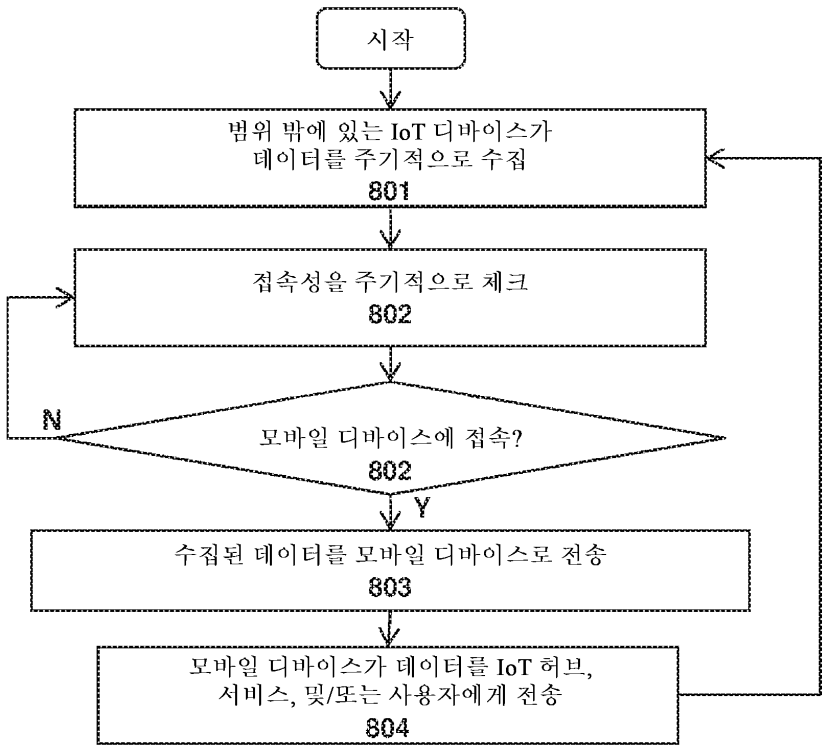 시작
범위 밖에 있는 IoT 디바이스가
데이터를 주기적으로 수집
801
접속성을 주기적으로 체크
802
N
모바일 디바이스에 접속?
802
Y
수집된 데이터를 모바일 디바이스로 전송
803
모바일 디바이스가 데이터를 IoT 허브,
서비스, 및/또는 사용자에게 전송
804